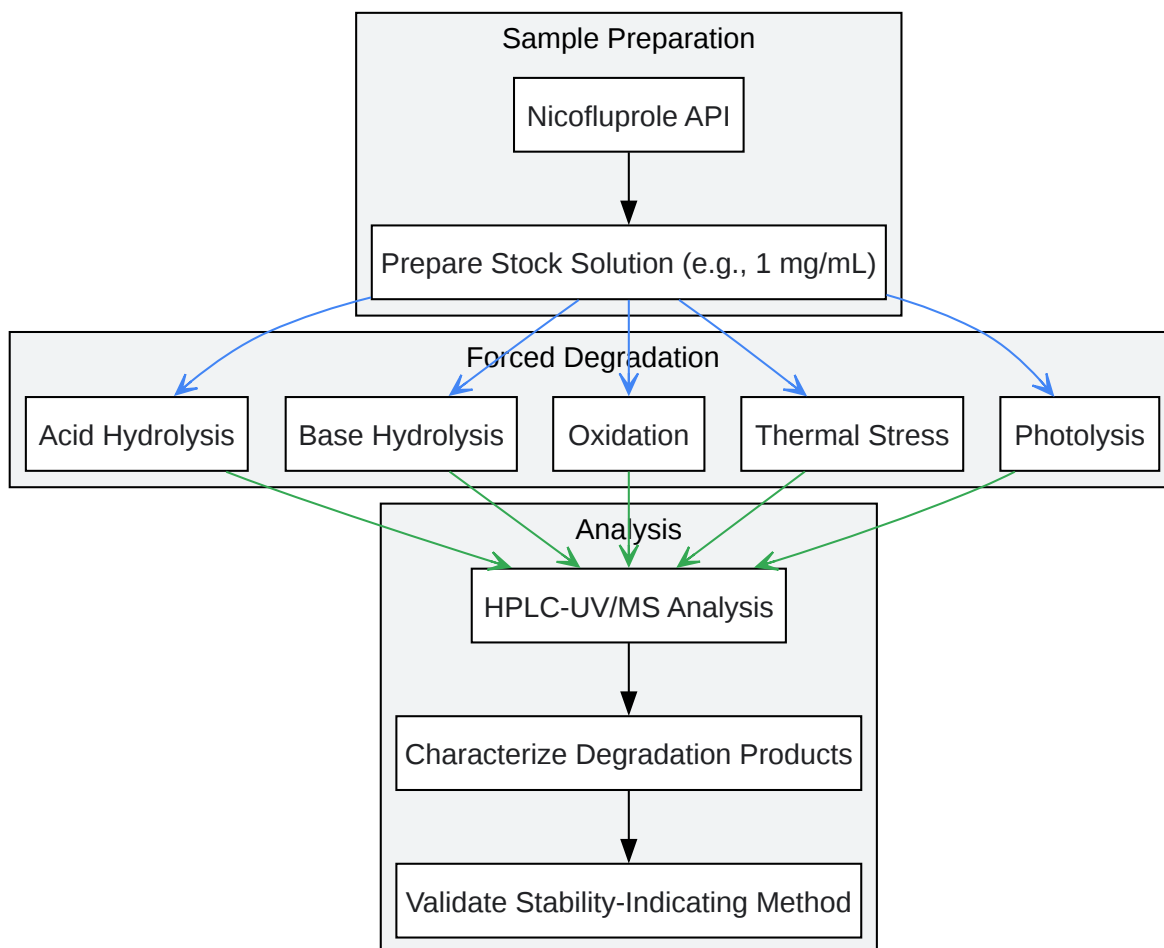 Sample Preparation
Nicofluprole API
Prepare Stock Solution (e.g., 1 mg/mL)
Forced Degradation
Acid Hydrolysis
Base Hydrolysis
Oxidation
Thermal Stress
Photolysis
Analysis
HPLC-UV/MS Analysis
Characterize Degradation Products
Validate Stability-Indicating Method